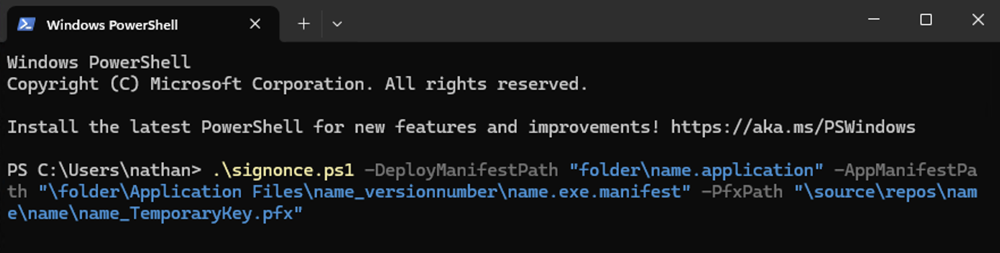 Windows PowerShell
Windows PowerShell
Copyright (C) Microsoft Corporation. All rights reserved.
Install the latest PowerShell for new features and improvements! https://aka.ms/PSWindows
PS C:\Users\nathan> .\signonce.ps1 -DeployManifestPath "folder\name.application" -AppManifestPa
th "\folder\Application Files\name_versionnumber\name.exe.manifest" -PfxPath "\source\repos\nam
e\name\name_TemporaryKey.pfx"